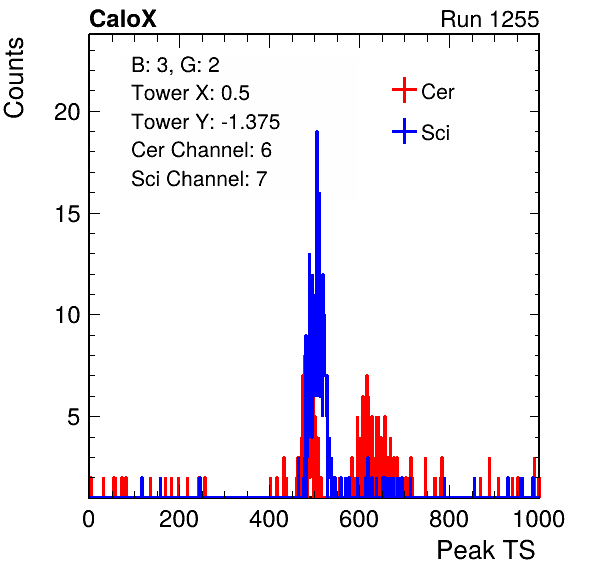 CaloX Run 1255
Counts
B: 3, G: 2
Tower X: 0.5
Tower Y: -1.375
Cer Channel: 6
Sci Channel: 7
Cer
Sci
20
15
10
5
0 200 400 600 800 1000
Peak TS